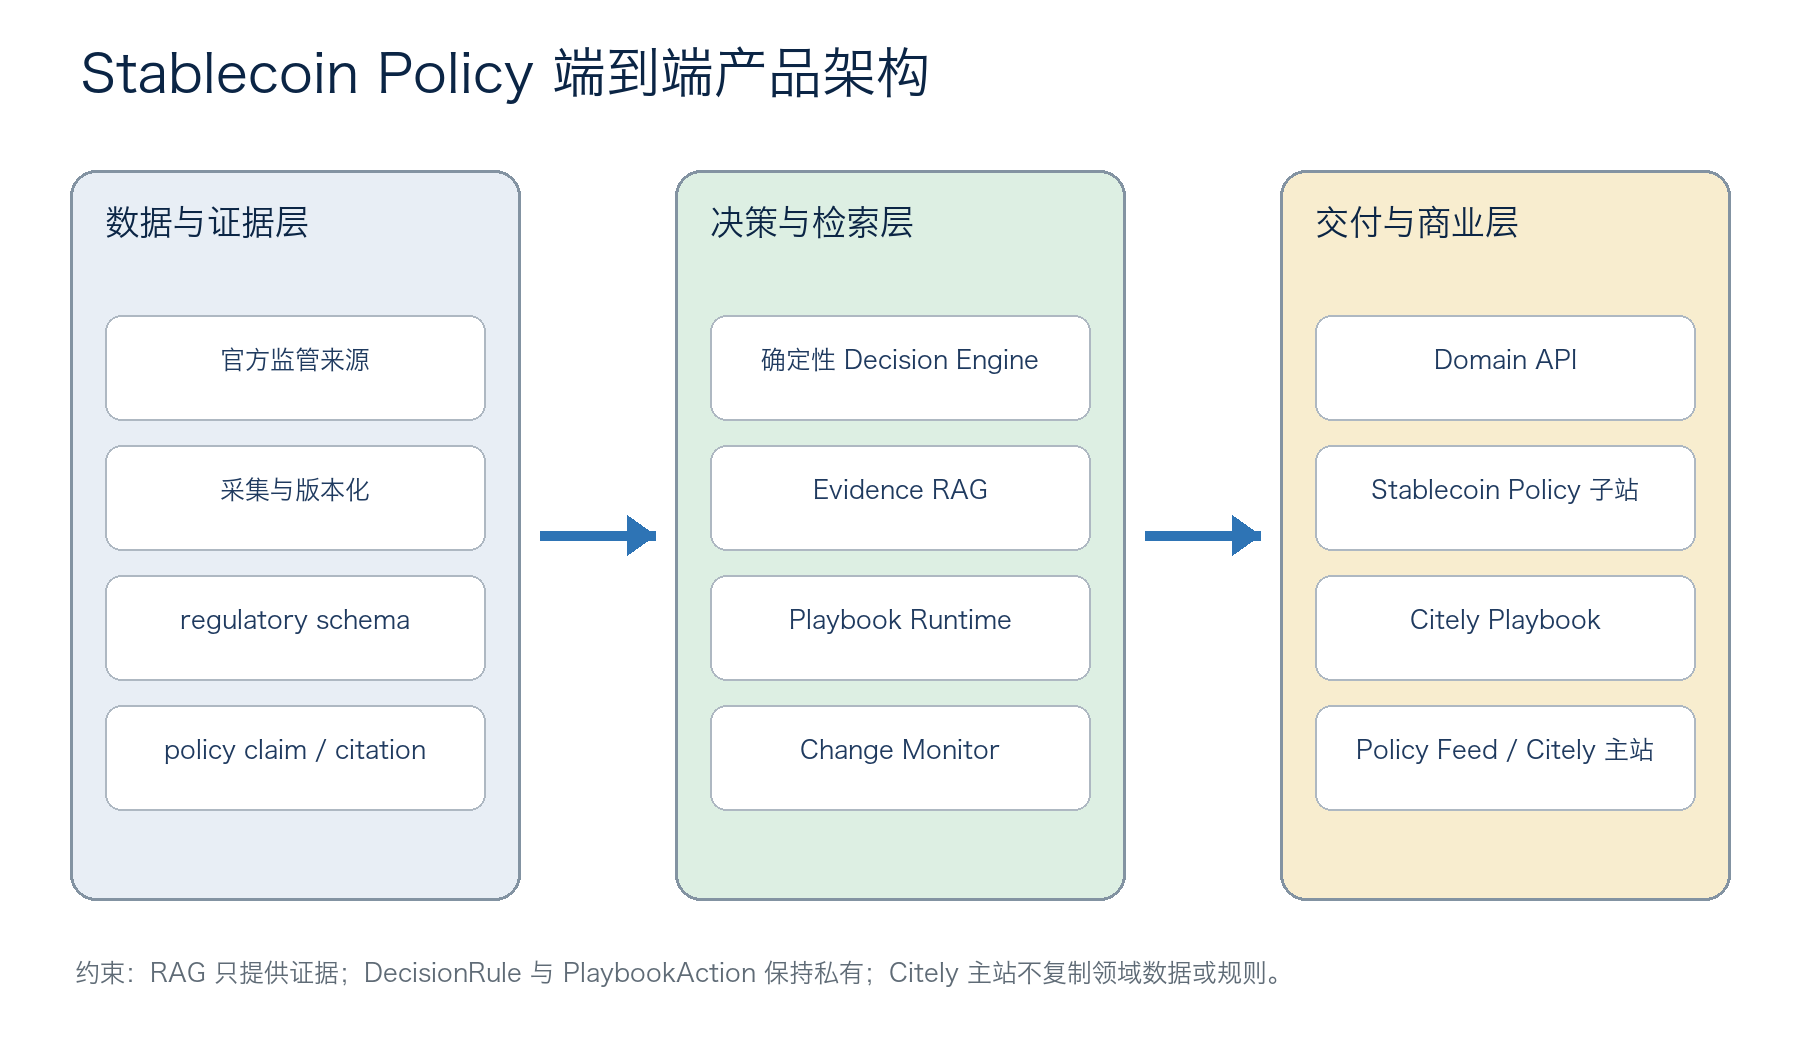 Stablecoin Policy 端到端产品架构
数据与证据层
官方监管来源
采集与版本化
regulatory schema
policy claim / citation
决策与检索层
确定性 Decision Engine
Evidence RAG
Playbook Runtime
Change Monitor
交付与商业层
Domain API
Stablecoin Policy 子站
Citely Playbook
Policy Feed / Citely 主站
约束：RAG 只提供证据；DecisionRule 与 PlaybookAction 保持私有；Citely 主站不复制领域数据或规则。